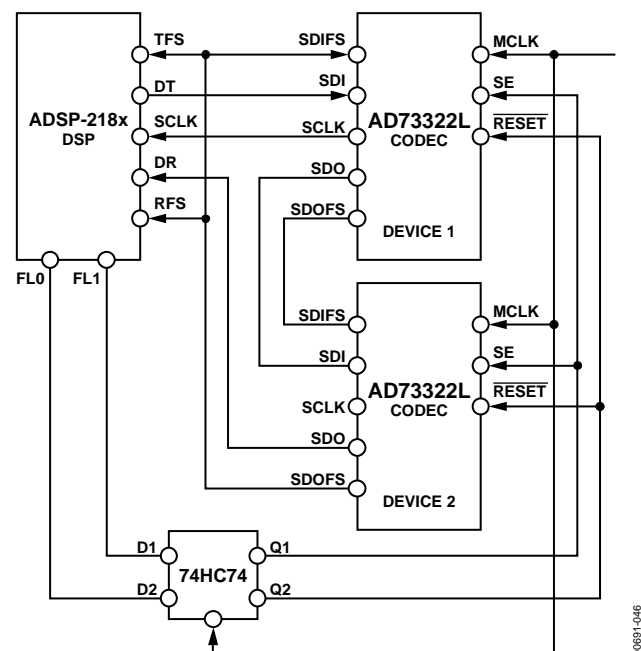 TFS
DT
SCLK
DR
RFS
ADSP-218x
DSP
FL0
FL1
SDIFS
SDI
SCLK
SDO
SDOFS
AD73322L
CODEC
DEVICE 1
MCLK
SE
RESET
SDIFS
SDI
SCLK
SDO
SDOFS
AD73322L
CODEC
DEVICE 2
MCLK
SE
RESET
D1
D2
74HC74
Q1
Q2